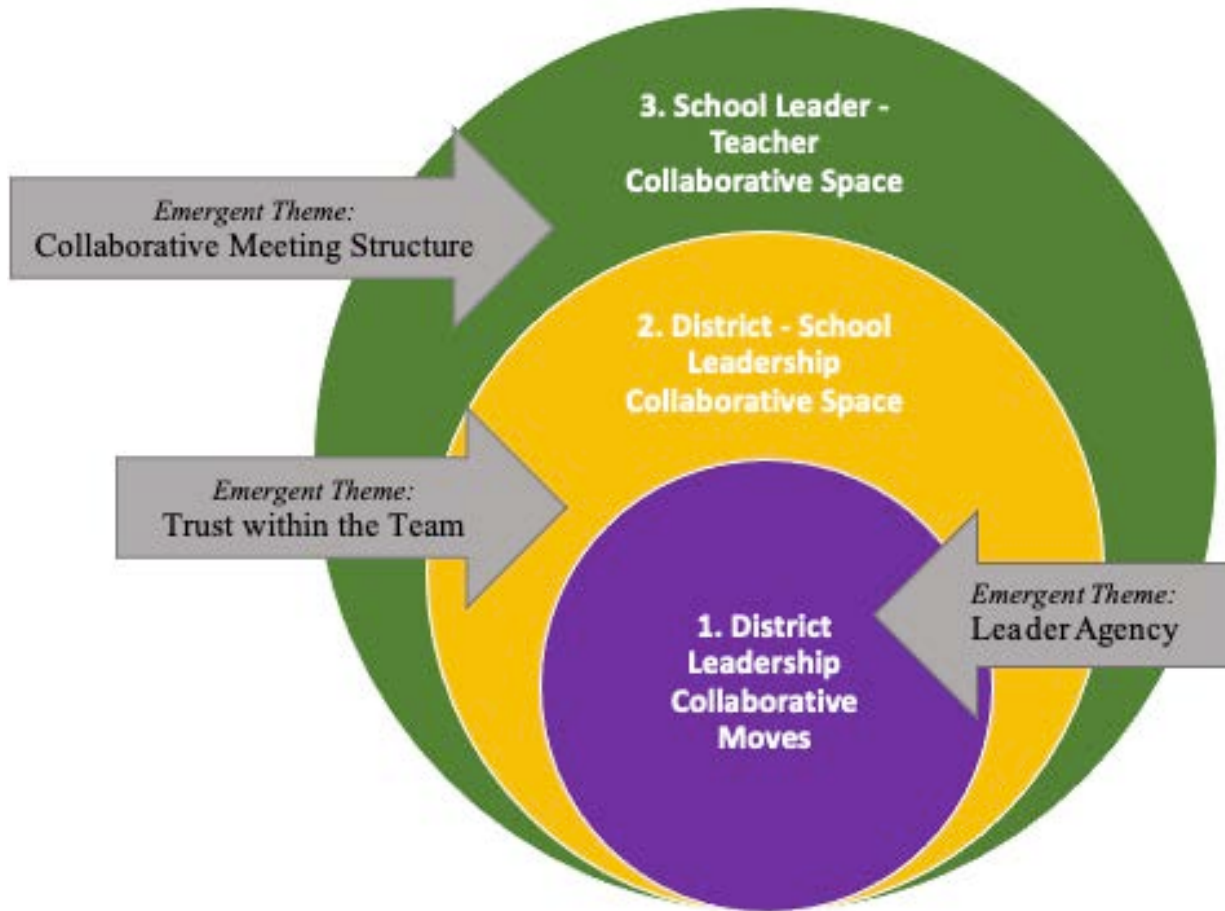 3. School Leader -
Teacher
Collaborative Space
Emergent Theme:
Collaborative Meeting Structure
2. District - School
Leadership
Collaborative Space
Emergent Theme:
Trust within the Team
Emergent Theme:
Leader Agency
1. District
Leadership
Collaborative
Moves